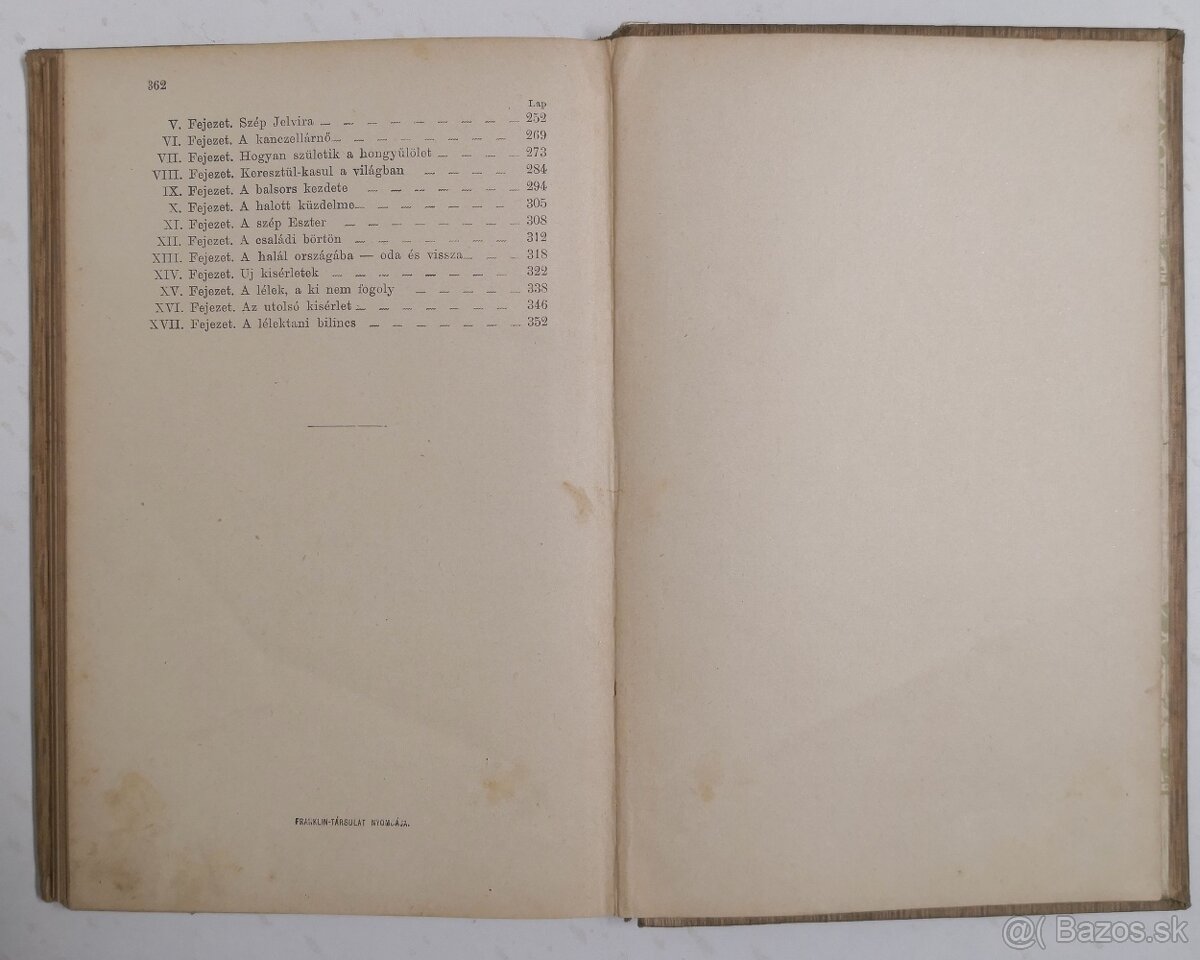 362
Lap
V. Fejezet. Szép Jelvira — — — — — — — — — 252
VI. Fejezet. A kanczellárnő — — — — — — — — 269
VII. Fejezet. Hogyan születik a hongyülölet — — — — 273
VIII. Fejezet. Keresztül-kasul a világban — — — — 284
IX. Fejezet. A balsors kezdete — — — — — — — 294
X. Fejezet. A halott küzdelme — — — — — — — 305
XI. Fejezet. A szép Eszter — — — — — — — — 308
XII. Fejezet. A családi börtön — — — — — — — 312
XIII. Fejezet. A halál országába — oda és vissza — — — 318
XIV. Fejezet. Uj kisérletek — — — — — — — — 322
XV. Fejezet. A lélek, a ki nem fogoly — — — — — 338
XVI. Fejezet. Az utolsó kisérlet — — — — — — — 346
XVII. Fejezet. A lélektani bilincs — — — — — — — 352
FRANKLIN-TÁRSULAT NYOMDÁJA.
@( Bazos.sk